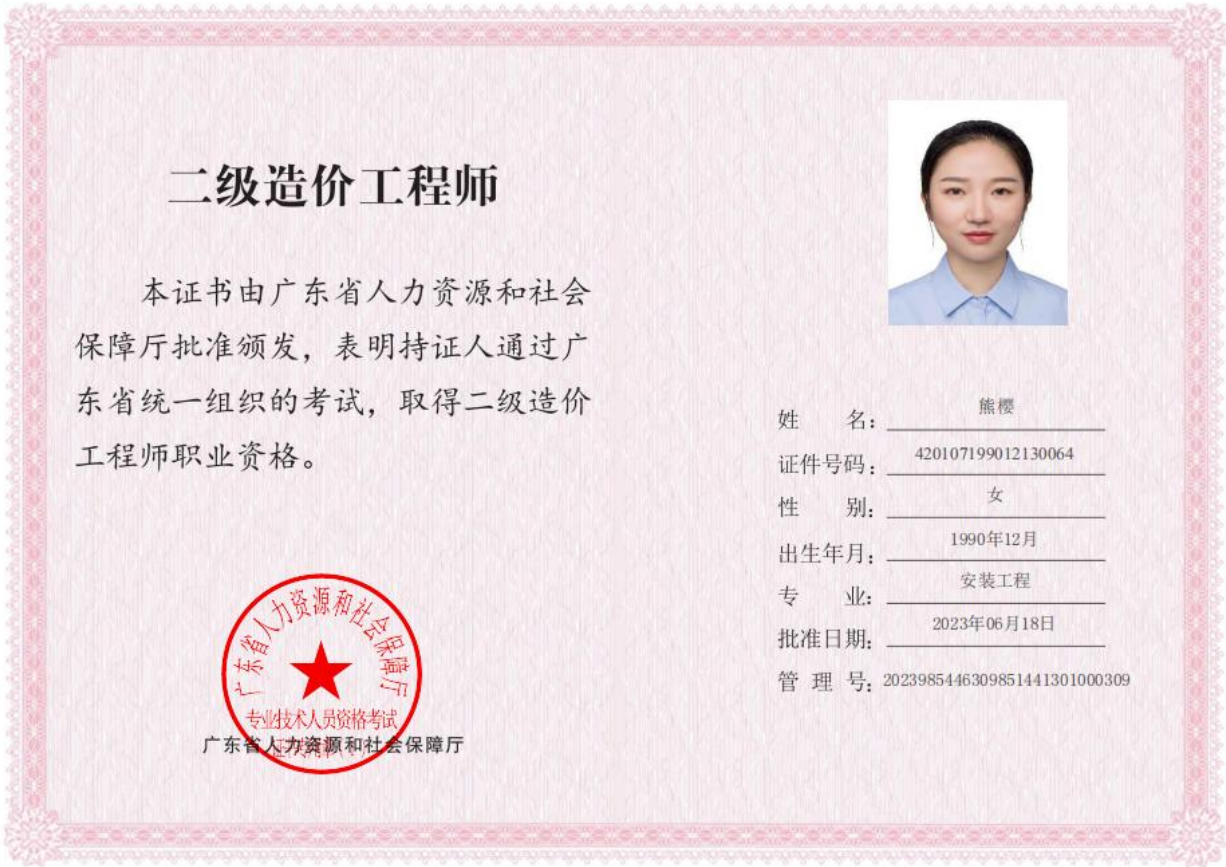 二级造价工程师
本证书由广东省人力资源和社会
保障厅批准颁发，表明持证人通过广
东省统一组织的考试，取得二级造价
工程师职业资格。
姓 名：熊樱
证件号码：420107199012130064
性 别：女
出生年月：1990年12月
专 业：安装工程
批准日期：2023年06月18日
管 理 号：2023985446309851441301000309
广东省人力资源和社会保障厅
专业技术人员资格考试
广东省人力资源和社会保障厅